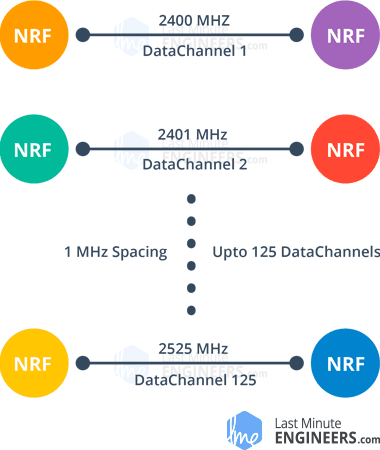 NRF
2400 MHZ
NRF
DataChannel 1
NRF
2401 MHz
NRF
DataChannel 2
1 MHz Spacing
Upto 125 DataChannels
NRF
2525 MHz
NRF
DataChannel 125
lme
Last Minute
ENGINEERS.com